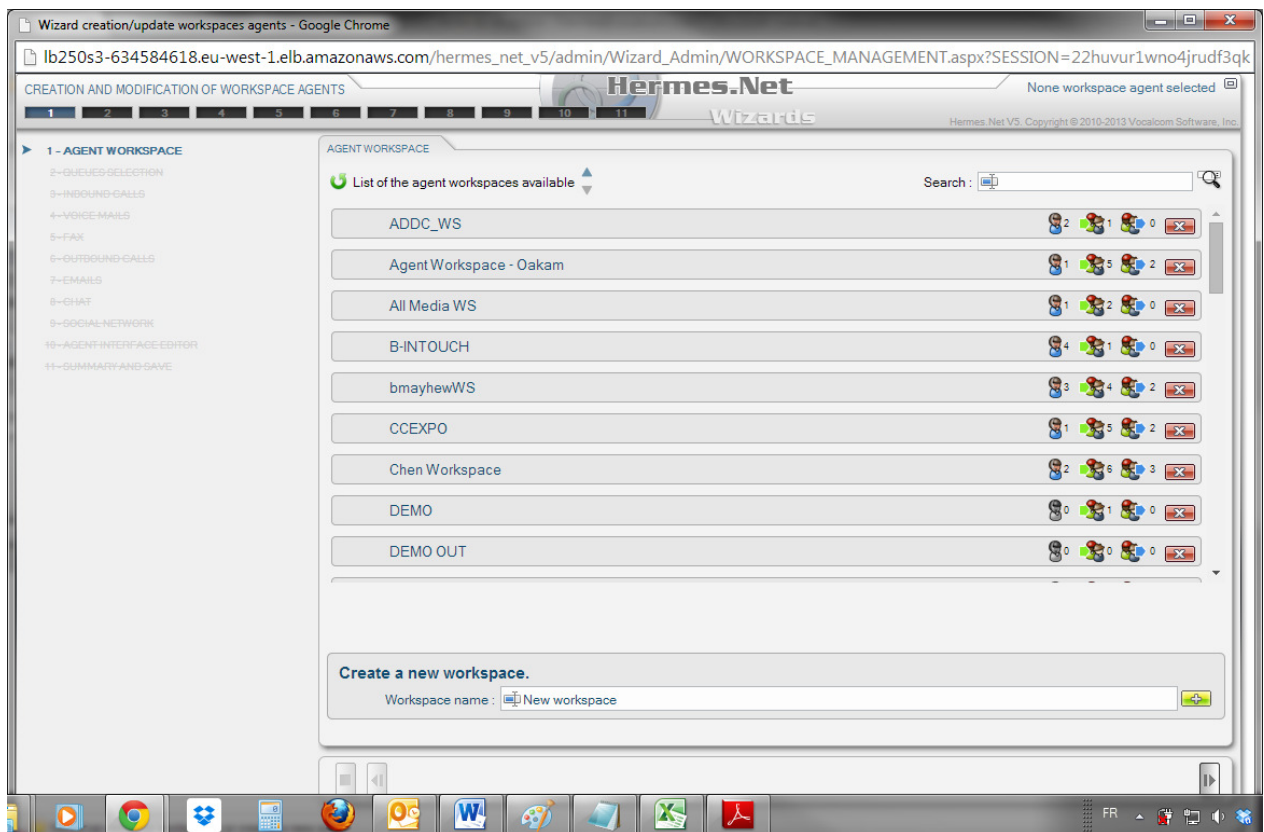 Wizard creation/update workspaces agents - Google Chrome
lb250s3-634584618.eu-west-1.elb.amazonaws.com/hermes_net_v5/admin/Wizard_Admin/WORKSPACE_MANAGEMENT.aspx?SESSION=22huvur1wno4jrudf3qk
CREATION AND MODIFICATION OF WORKSPACE AGENTS
Hermes.Net
None workspace agent selected
1 2 3 4 5 6 7 8 9 10 11
Wizards
Hermes.Net V5. Copyright © 2010-2013 Vocalcom Software, Inc.
1 - AGENT WORKSPACE
2 - QUEUES SELECTION
3 - INBOUND CALLS
4 - VOICE MAILS
5 - FAX
6 - OUTBOUND CALLS
7 - EMAILS
8 - CHAT
9 - SOCIAL NETWORK
10 - AGENT INTERFACE EDITOR
11 - SUMMARY AND SAVE
AGENT WORKSPACE
List of the agent workspaces available
Search :
ADDC_WS 2 1 0
Agent Workspace - Oakam 1 5 2
All Media WS 1 2 0
B-INTOUCH 4 1 0
bmayhewWS 3 4 2
CCEXPO 1 5 2
Chen Workspace 2 6 3
DEMO 0 1 0
DEMO OUT 0 0 0
Create a new workspace.
Workspace name : New workspace
FR